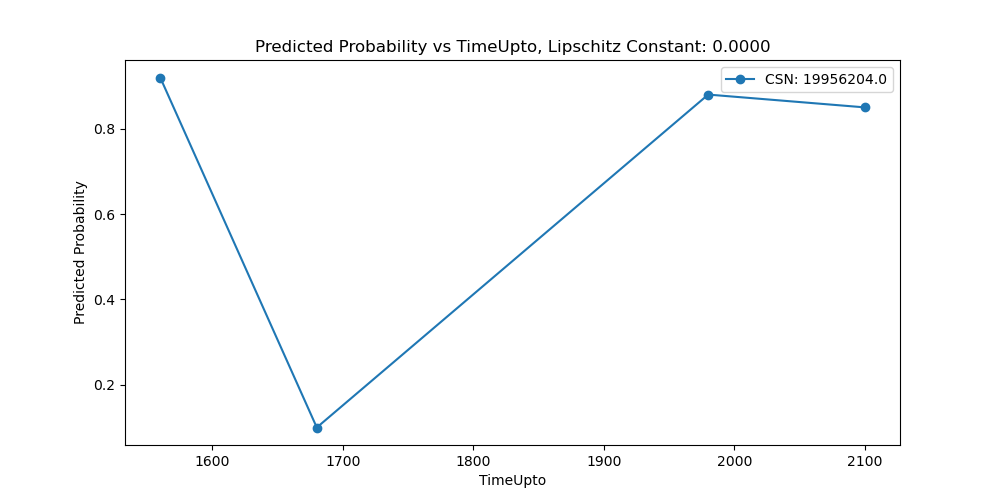 Predicted Probability vs TimeUpto, Lipschitz Constant: 0.0000
CSN: 19956204.0
Predicted Probability
0.8
0.6
0.4
0.2
1600 1700 1800 1900 2000 2100
TimeUpto